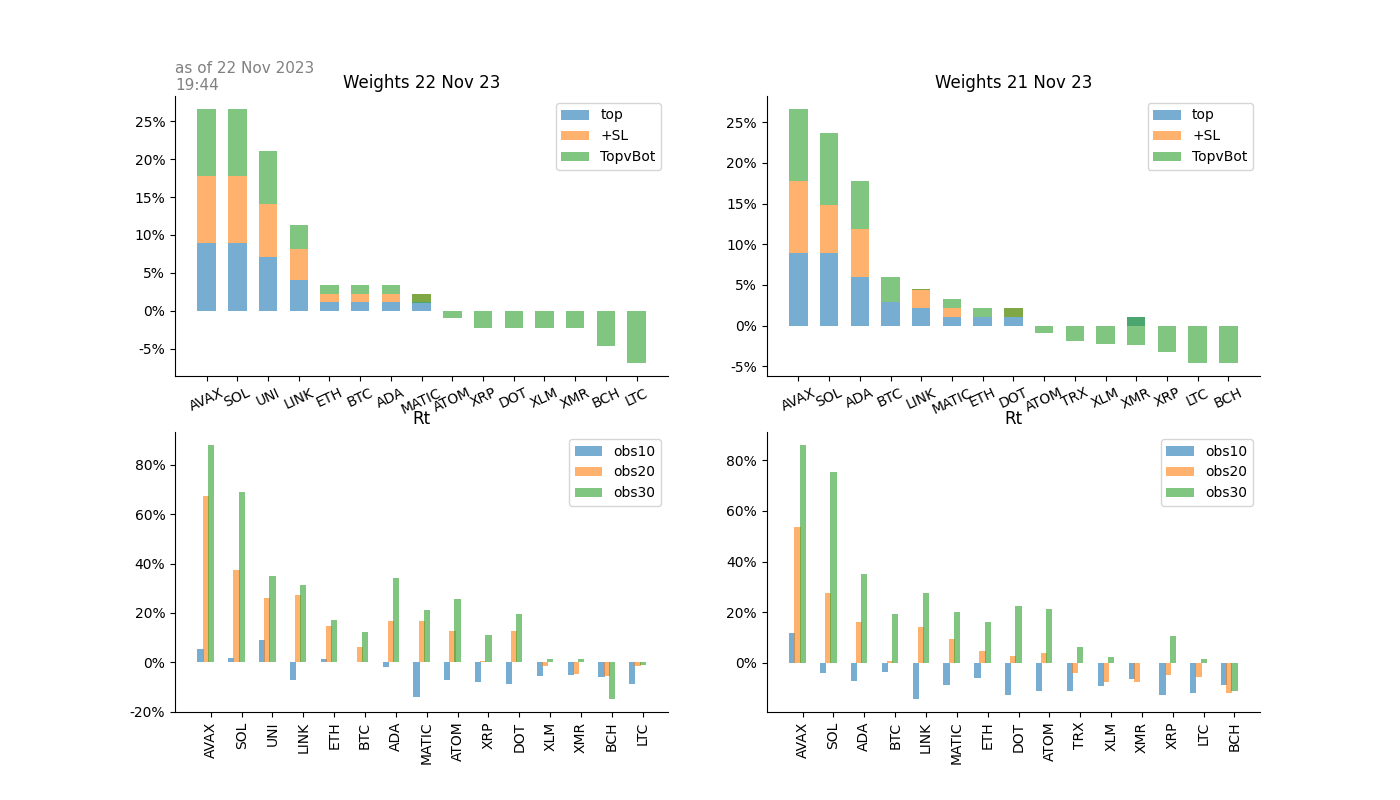 as of 22 Nov 2023
19:44
Weights 22 Nov 23
25%
20%
15%
10%
5%
0%
-5%
top
+SL
TopvBot
AVAX SOL UNI LINK ETH BTC ADA MATIC ATOM XRP DOT XLM XMR BCH LTC
Weights 21 Nov 23
25%
20%
15%
10%
5%
0%
-5%
top
+SL
TopvBot
AVAX SOL ADA BTC LINK MATIC ETH DOT ATOM TRX XLM XMR XRP LTC BCH
Rt
80%
60%
40%
20%
0%
-20%
obs10
obs20
obs30
AVAX SOL UNI LINK ETH BTC ADA MATIC ATOM XRP DOT XLM XMR BCH LTC
Rt
80%
60%
40%
20%
0%
obs10
obs20
obs30
AVAX SOL ADA BTC LINK MATIC ETH DOT ATOM TRX XLM XMR XRP LTC BCH